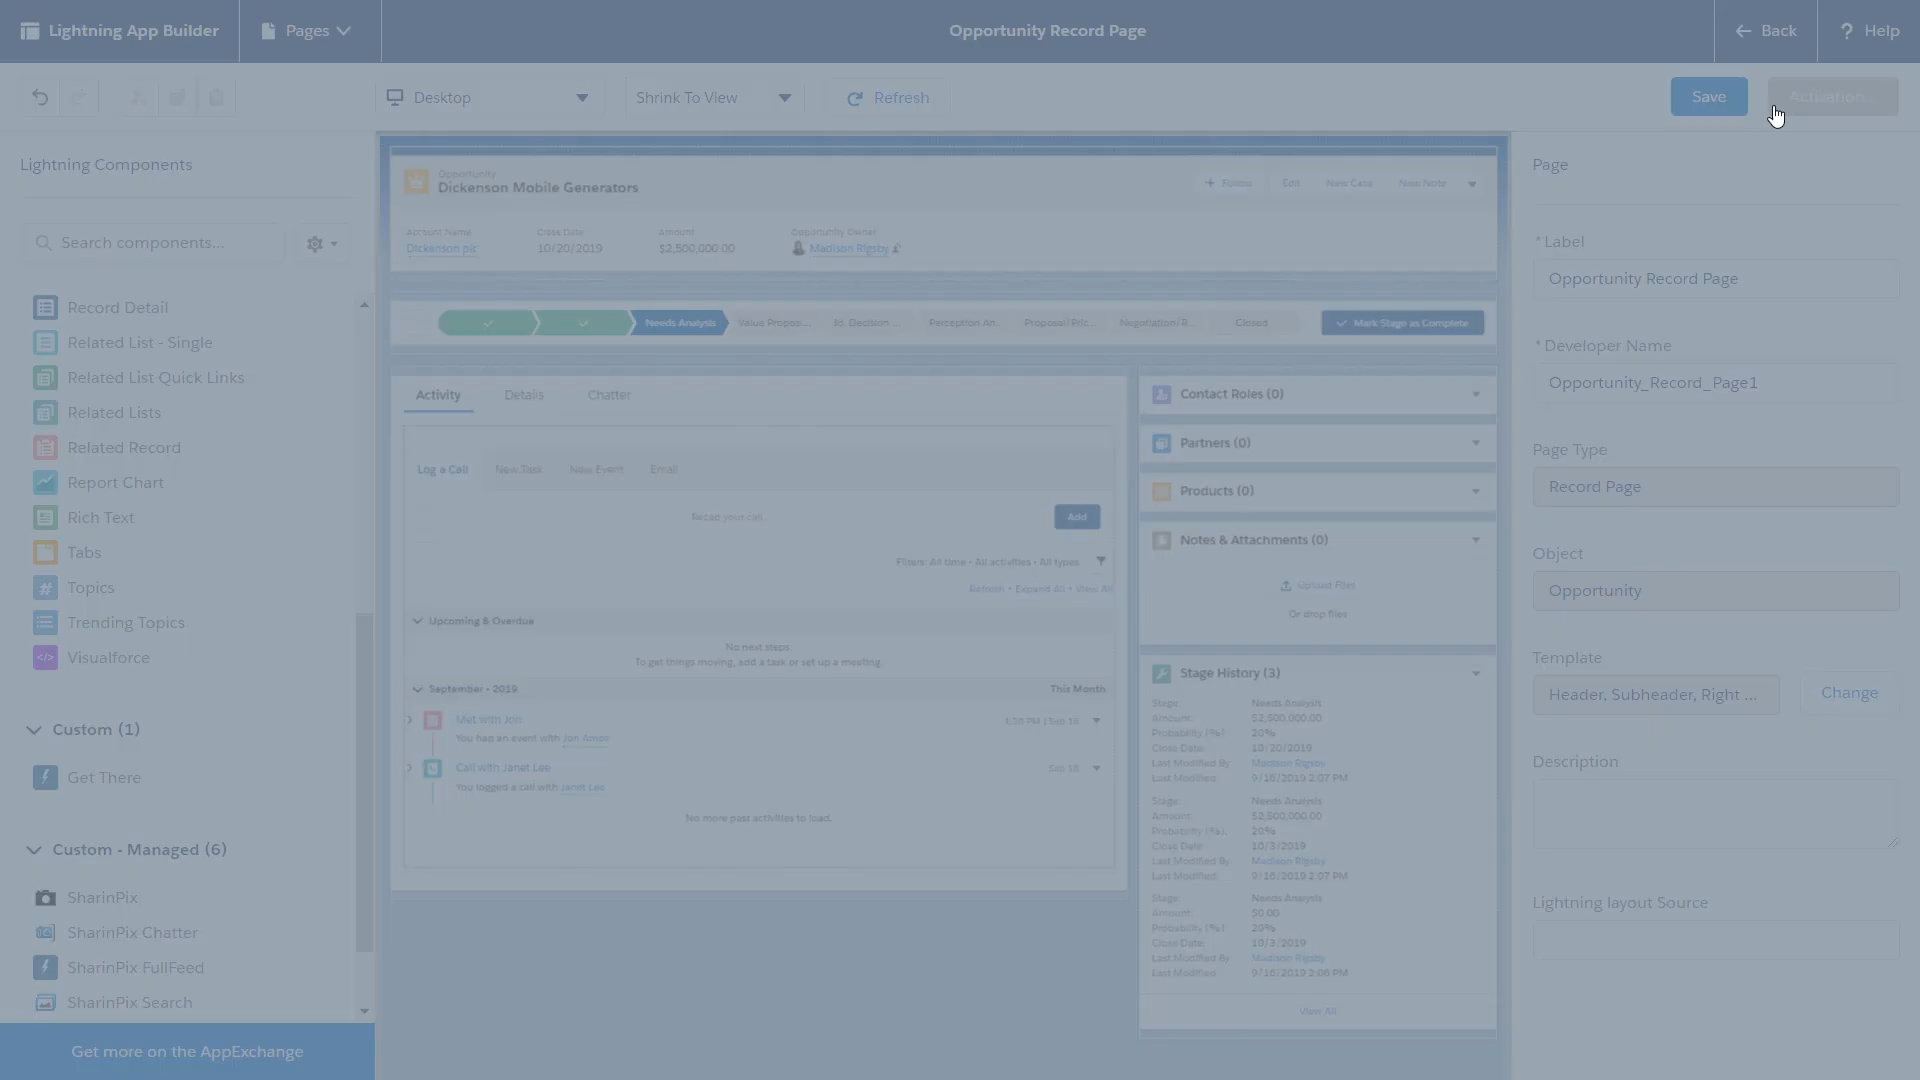 Lightning App Builder
Pages
Opportunity Record Page
Back
? Help
Desktop
Shrink To View
Refresh
Save
Activation...
Lightning Components
Search components...
Record Detail
Related List - Single
Related List Quick Links
Related Lists
Related Record
Report Chart
Rich Text
Tabs
Topics
Trending Topics
Visualforce
Custom (1)
Get There
Custom - Managed (6)
SharinPix
SharinPix Chatter
SharinPix FullFeed
SharinPix Search
Get more on the AppExchange
Opportunity
Dickenson Mobile Generators
+ Follow
Edit
New Case
New Note
Account Name
Close Date
Amount
Opportunity Owner
Dickenson plc
10/20/2019
$2,500,000.00
Madison Rigsby
Needs Analysis
Value Propos...
Id. Decision ...
Perception An...
Proposal/Pric...
Negotiation/R...
Closed
Mark Stage as Complete
Activity
Details
Chatter
Log a Call
New Task
New Event
Email
Recap your call...
Add
Filters: All time • All activities • All types
Refresh • Expand All • View All
Upcoming & Overdue
No next steps.
To get things moving, add a task or set up a meeting.
September • 2019
This Month
Met with Jon
1:35 PM | Sep 16
You had an event with Jon Amos
Call with Janet Lee
Sep 16
You logged a call with Janet Lee
No more past activities to load.
Contact Roles (0)
Partners (0)
Products (0)
Notes & Attachments (0)
Upload Files
Or drop files
Stage History (3)
Stage: Needs Analysis
Amount: $2,500,000.00
Probability (%): 20%
Close Date: 10/20/2019
Last Modified By: Madison Rigsby
Last Modified: 9/16/2019 2:07 PM
Stage: Needs Analysis
Amount: $2,500,000.00
Probability (%): 20%
Close Date: 10/3/2019
Last Modified By: Madison Rigsby
Last Modified: 9/16/2019 2:07 PM
Stage: Needs Analysis
Amount: $0.00
Probability (%): 20%
Close Date: 10/3/2019
Last Modified By: Madison Rigsby
Last Modified: 9/16/2019 2:06 PM
View All
Page
* Label
Opportunity Record Page
* Developer Name
Opportunity_Record_Page1
Page Type
Record Page
Object
Opportunity
Template
Header, Subheader, Right ...
Change
Description
Lightning layout Source